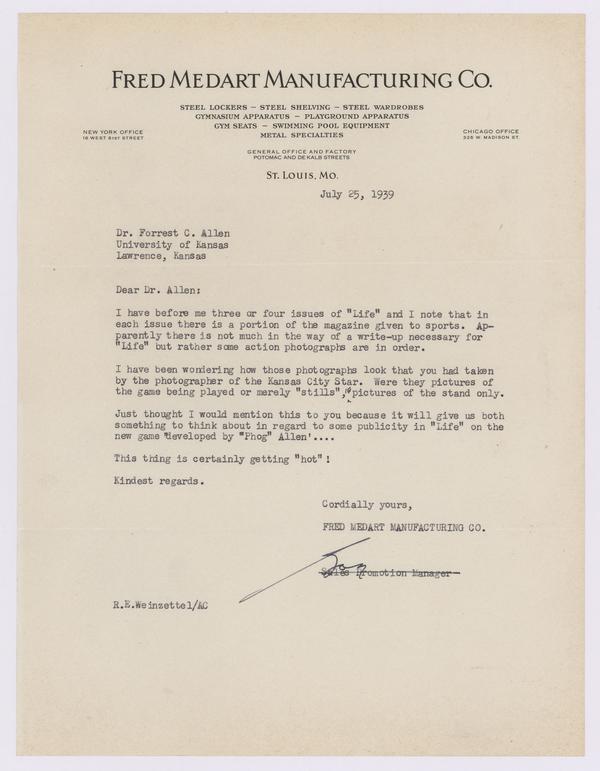 FRED MEDART MANUFACTURING CO.
STEEL LOCKERS – STEEL SHELVING – STEEL WARDROBES
GYMNASIUM APPARATUS – PLAYGROUND APPARATUS
GYM SEATS – SWIMMING POOL EQUIPMENT
METAL SPECIALTIES
NEW YORK OFFICE
16 WEST 61ST STREET
CHICAGO OFFICE
326 W. MADISON ST.
GENERAL OFFICE AND FACTORY
POTOMAC AND DE KALB STREETS
ST. LOUIS, MO.
July 25, 1939
Dr. Forrest C. Allen
University of Kansas
Lawrence, Kansas
Dear Dr. Allen:
I have before me three or four issues of "Life" and I note that in
each issue there is a portion of the magazine given to sports. Ap-
parently there is not much in the way of a write-up necessary for
"Life" but rather some action photographs are in order.
I have been wondering how those photographs look that you had taken
by the photographer of the Kansas City Star. Were they pictures of
the game being played or merely "stills", pictures of the stand only.
Just thought I would mention this to you because it will give us both
something to think about in regard to some publicity in "Life" on the
new game 'developed by "Phog" Allen'....
This thing is certainly getting "hot"!
Kindest regards.
Cordially yours,
FRED MEDART MANUFACTURING CO.
Sales Promotion Manager
R.E.Weinzettel/AC